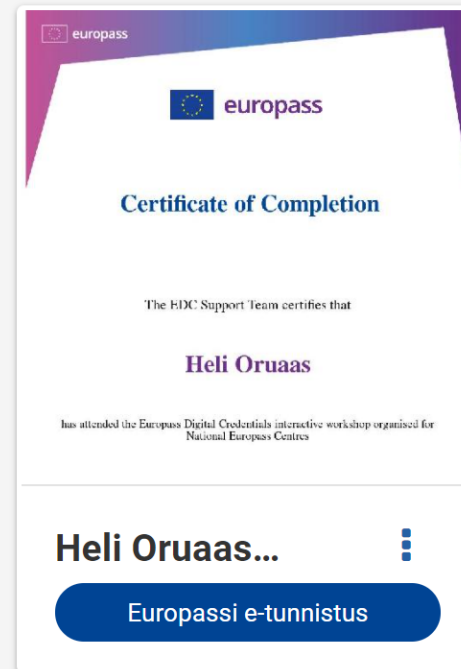 europass
europass
Certificate of Completion
The EDC Support Team certifies that
Heli Oruaas
has attended the Europass Digital Credentials interactive workshop organised for
National Europass Centres
Heli Oruaas...
Europassi e-tunnistus